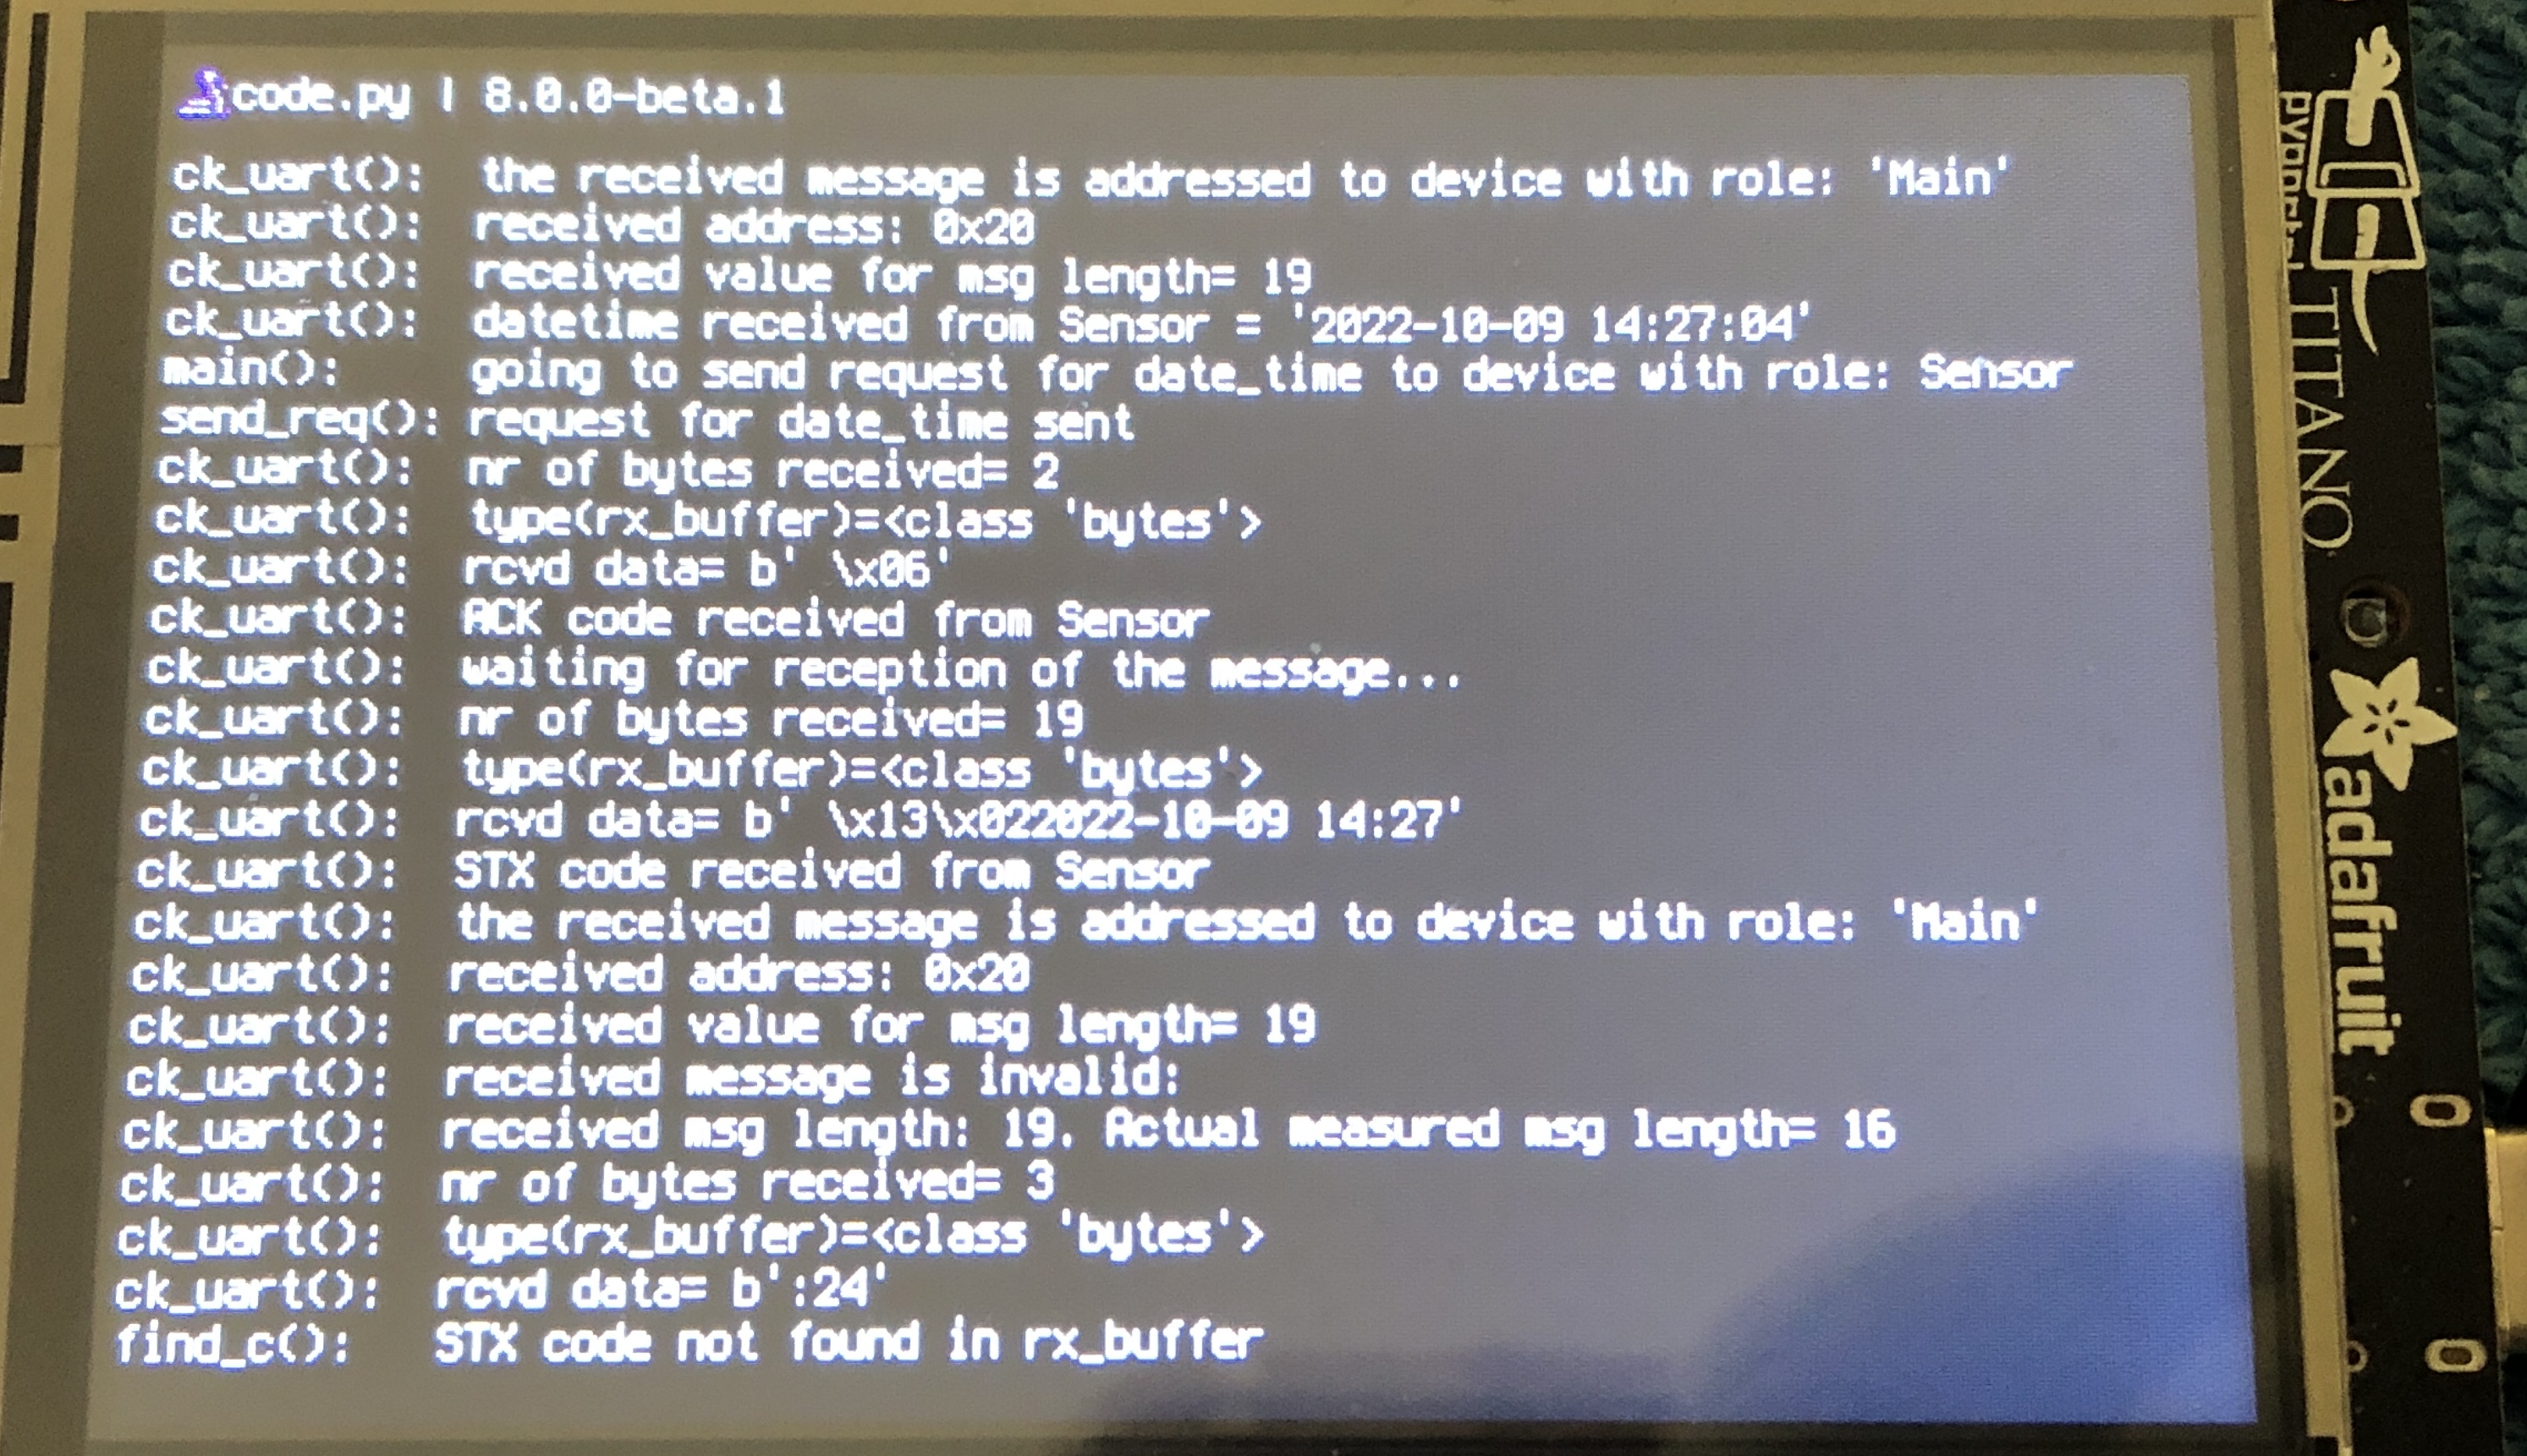 code.py | 8.0.0-beta.1
ck_uart():  the received message is addressed to device with role: 'Main'
ck_uart():  received address: 0x20
ck_uart():  received value for msg length= 19
ck_uart():  datetime received from Sensor = '2022-10-09 14:27:04'
main():     going to send request for date_time to device with role: Sensor
send_req(): request for date_time sent
ck_uart():  nr of bytes received= 2
ck_uart():  type(rx_buffer)=<class 'bytes'>
ck_uart():  rcvd data= b' \x06'
ck_uart():  ACK code received from Sensor
ck_uart():  waiting for reception of the message...
ck_uart():  nr of bytes received= 19
ck_uart():  type(rx_buffer)=<class 'bytes'>
ck_uart():  rcvd data= b' \x13\x022022-10-09 14:27'
ck_uart():  STX code received from Sensor
ck_uart():  the received message is addressed to device with role: 'Main'
ck_uart():  received address: 0x20
ck_uart():  received value for msg length= 19
ck_uart():  received message is invalid:
ck_uart():  received msg length: 19. Actual measured msg length= 16
ck_uart():  nr of bytes received= 3
ck_uart():  type(rx_buffer)=<class 'bytes'>
ck_uart():  rcvd data= b':24'
find_c():   STX code not found in rx_buffer
TITANO
adafruit